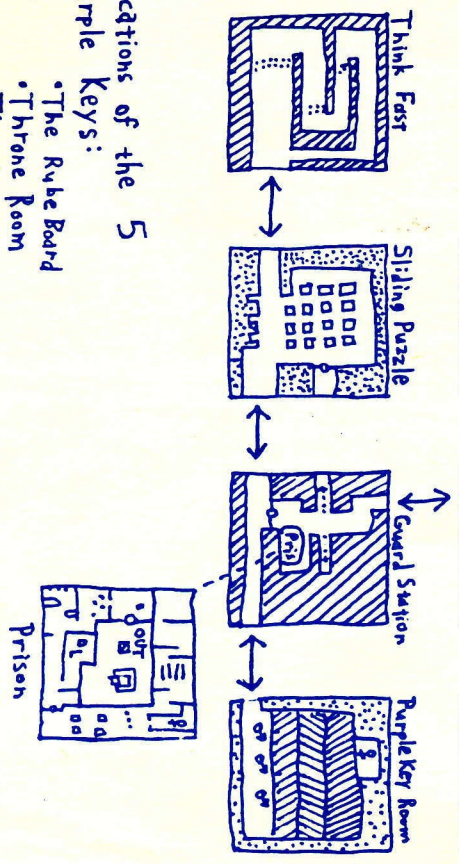 Think Fast
Sliding Puzzle
Guard Station
Purple Key Room
Pris
OUT
Prison
cations of the 5
rple Keys:
•The Rube Board
•Throne Room